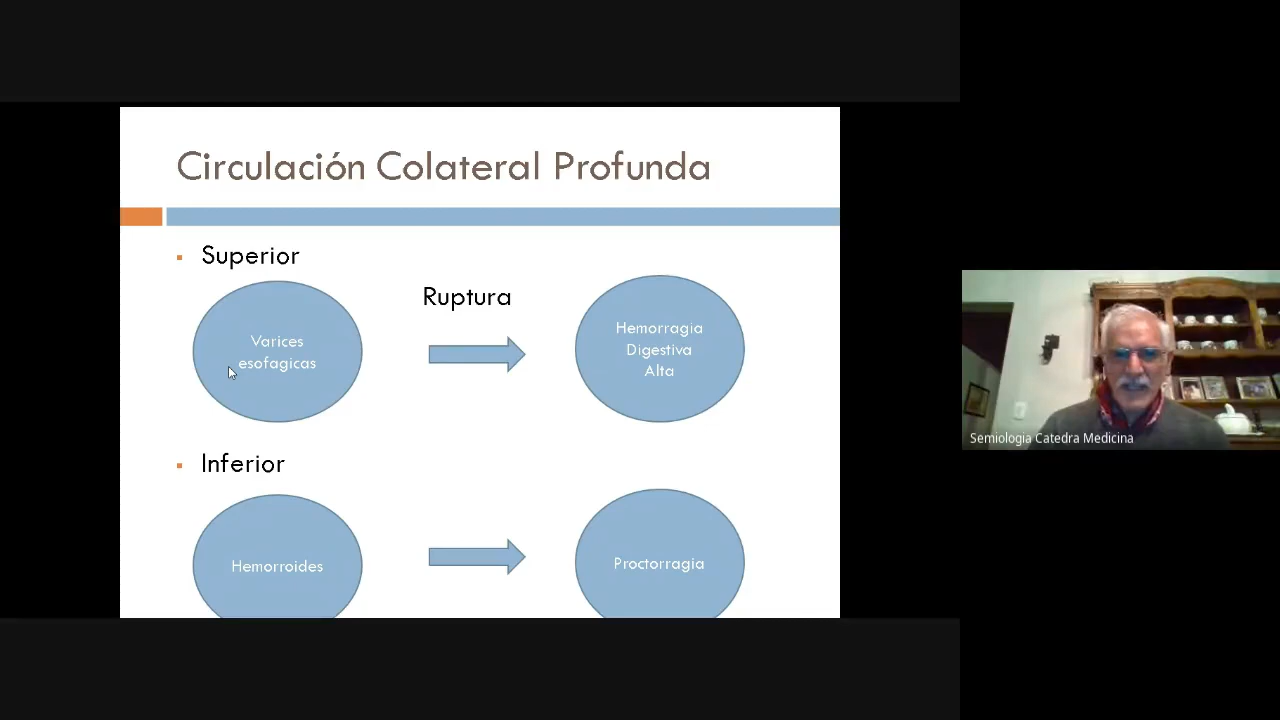 Circulación Colateral Profunda
Superior
Ruptura
Varices
esofagicas
Hemorragia
Digestiva
Alta
Inferior
Hemorroides
Proctorragia
Semiologia Catedra Medicina